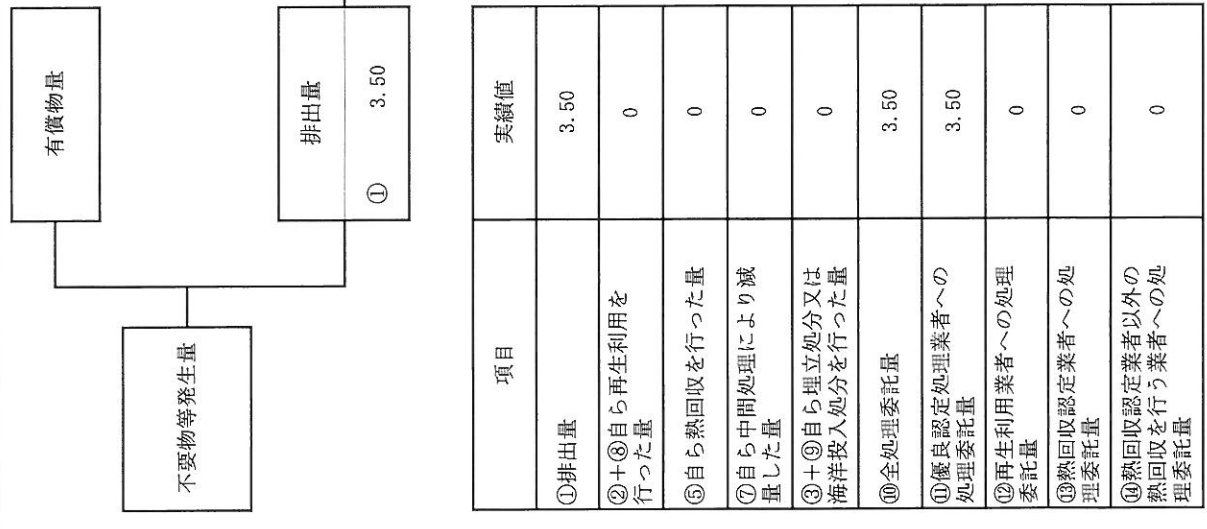 有償物量
不要物等発生量
排出量
① 3.50
項目 実績値
①排出量 3.50
②+⑧自ら再生利用を
行った量 0
⑤自ら熱回収を行った量 0
⑦自ら中間処理により減
量した量 0
③+⑨自ら埋立処分又は
海洋投入処分を行った量 0
⑩全処理委託量 3.50
⑪優良認定処理業者への
処理委託量 3.50
⑫再生利用業者への処理
委託量 0
⑬熱回収認定業者への処
理委託量 0
⑭熱回収認定業者以外の
熱回収を行う業者への処
理委託量 0